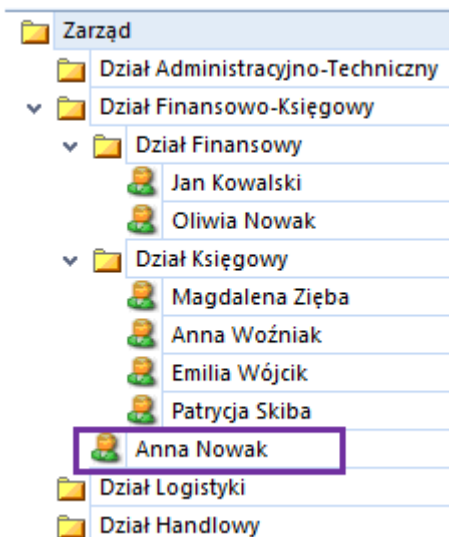 Zarząd
Dział Administracyjno-Techniczny
Dział Finansowo-Księgowy
Dział Finansowy
Jan Kowalski
Oliwia Nowak
Dział Księgowy
Magdalena Zięba
Anna Woźniak
Emilia Wójcik
Patrycja Skiba
Anna Nowak
Dział Logistyki
Dział Handlowy